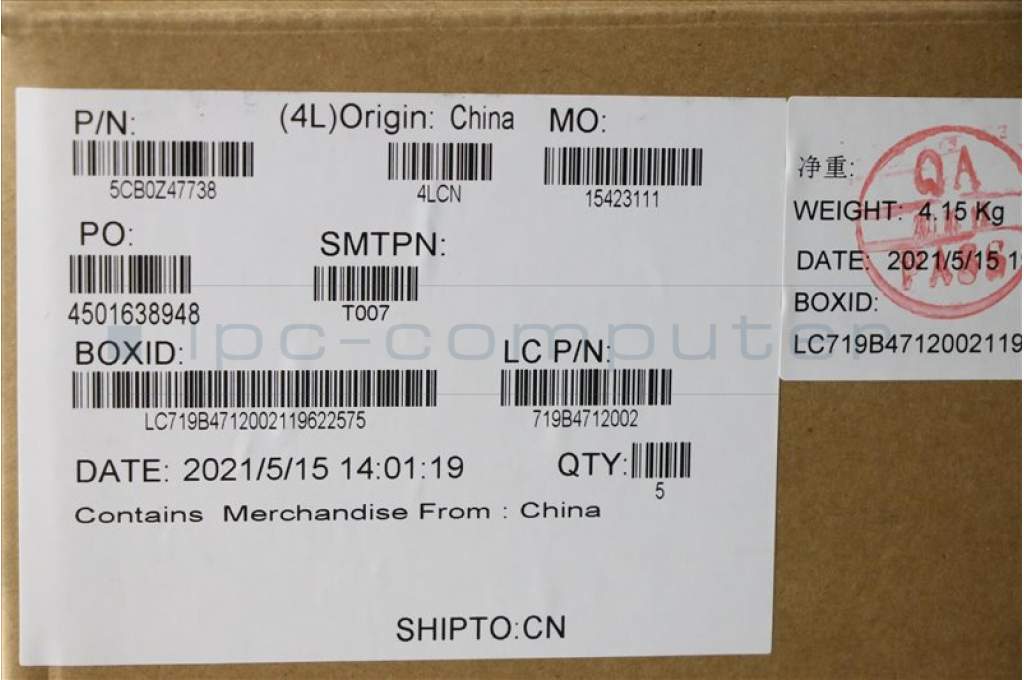 P/N:
5CB0Z47738
(4L)Origin: China
4LCN
MO:
15423111
PO:
4501638948
SMTPN:
T007
BOXID:
LC719B4712002119622575
LC P/N:
719B4712002
DATE: 2021/5/15 14:01:19
QTY:
5
Contains Merchandise From : China
SHIPTO:CN
净重:
WEIGHT: 4.15 Kg
DATE: 2021/5/15 1
BOXID:
LC719B4712002119
QA
PASS
ipc-computer